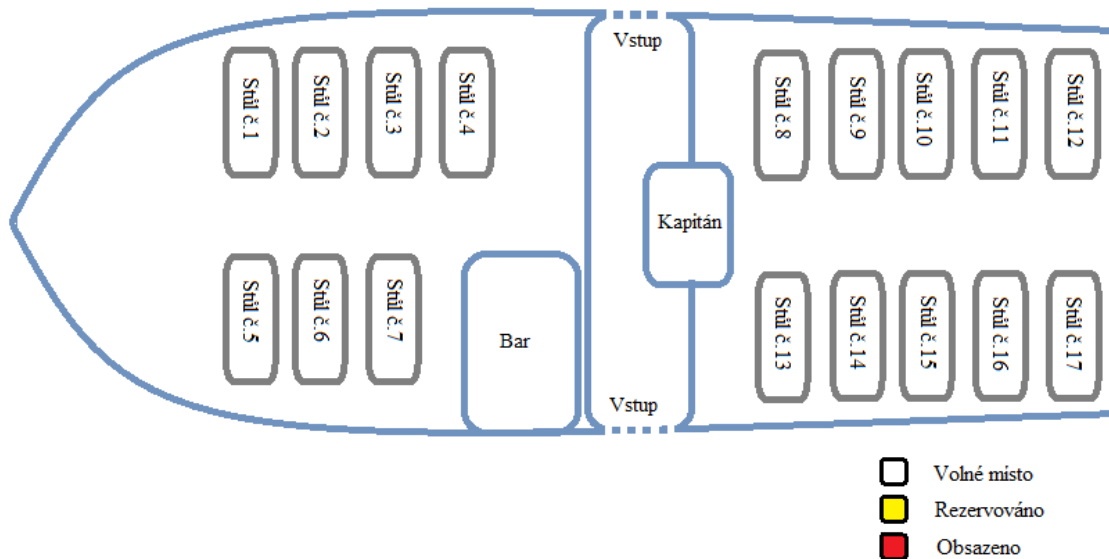 Vstup
Stůl č.1
Stůl č.2
Stůl č.3
Stůl č.4
Stůl č.8
Stůl č.9
Stůl č.10
Stůl č.11
Stůl č.12
Kapitán
Stůl č.5
Stůl č.6
Stůl č.7
Bar
Stůl č.13
Stůl č.14
Stůl č.15
Stůl č.16
Stůl č.17
Vstup
Volné místo
Rezervováno
Obsazeno